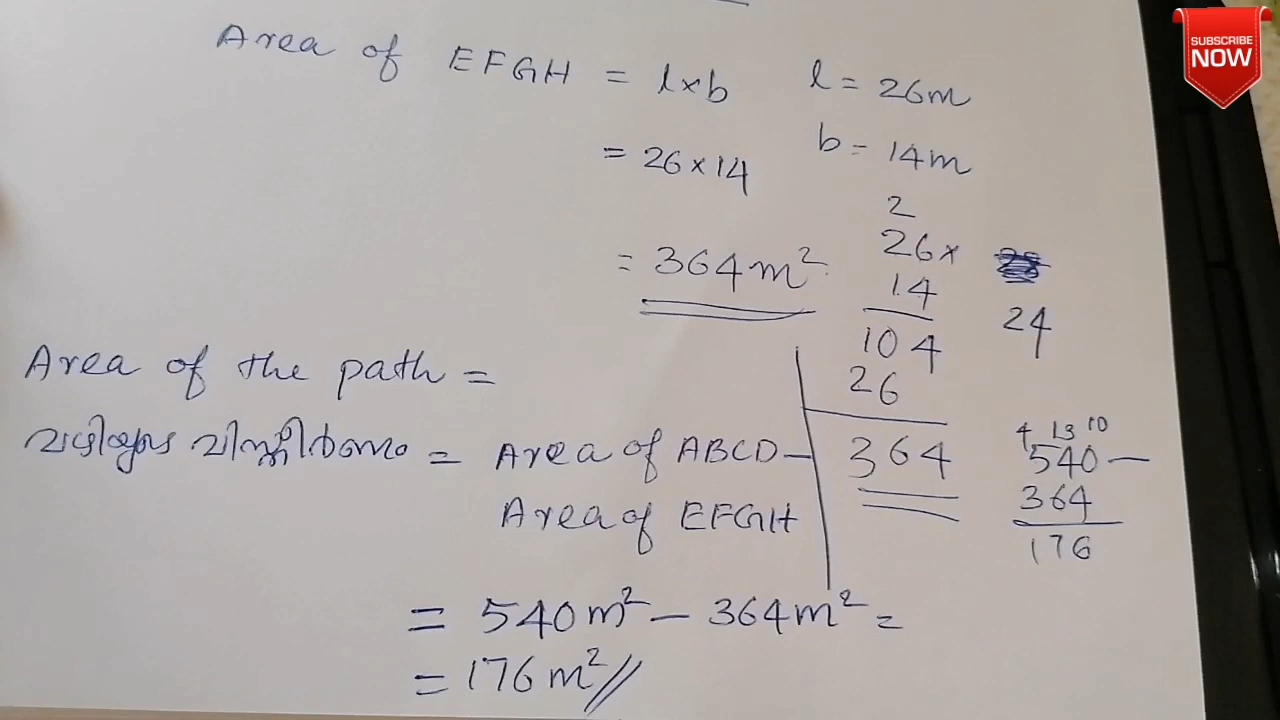 Area of EFGH = l×b l = 26m
= 26×14 b = 14m
= 364m²
2
26×
14
104
26
364
24
Area of the path =
വഴിയുടെ വിസ്തീർണം = Area of ABCD –
Area of EFGH
4 13 10
540 –
364
176
= 540m² – 364m² =
= 176m²//
SUBSCRIBE
NOW